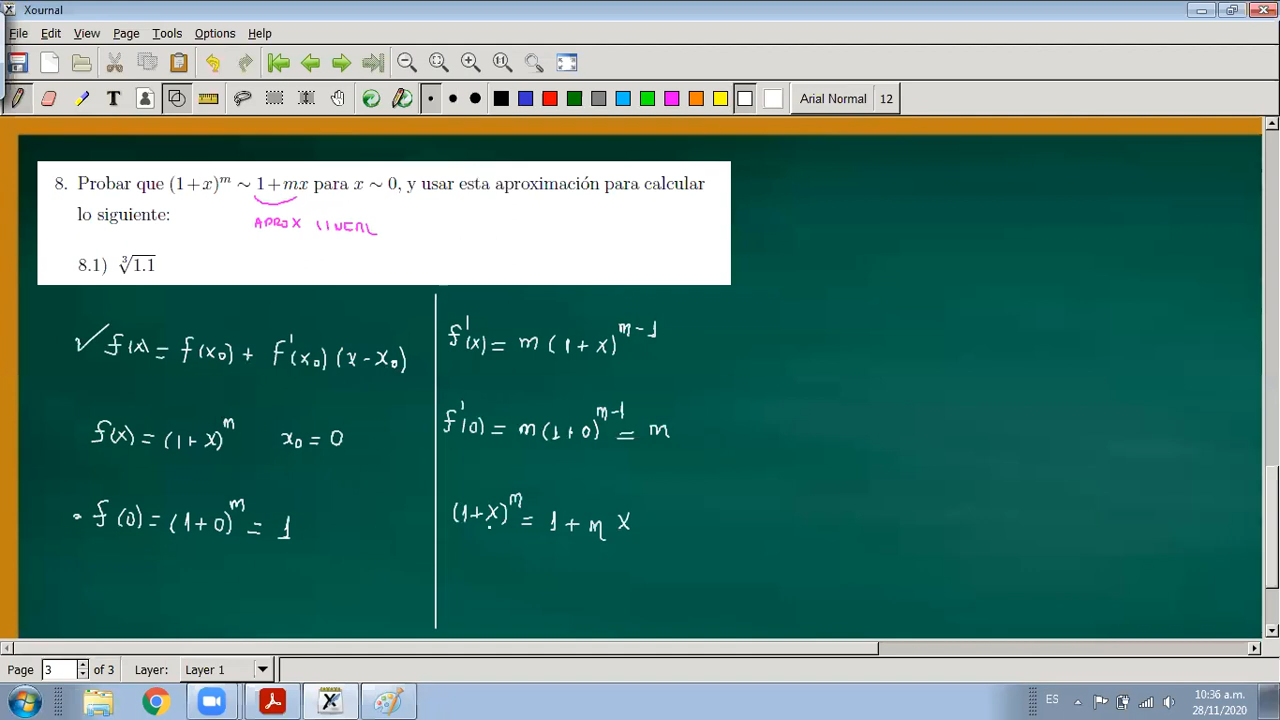 Xournal
File Edit View Page Tools Options Help
Arial Normal 12
8. Probar que (1+x)^m ∼ 1+mx para x ∼ 0, y usar esta aproximación para calcular
lo siguiente:
APROX LINEAL
8.1) ∛1.1
✓ f(x) = f(x₀) + f'(x₀) (x - x₀)
f(x) = (1+x)^m x₀ = 0
• f(0) = (1+0)^m = 1
f'(x) = m (1+x)^{m-1}
f'(0) = m (1+0)^{m-1} = m
(1+x)^m = 1 + m x
Page 3 of 3 Layer: Layer 1
ES 10:36 a.m.
28/11/2020